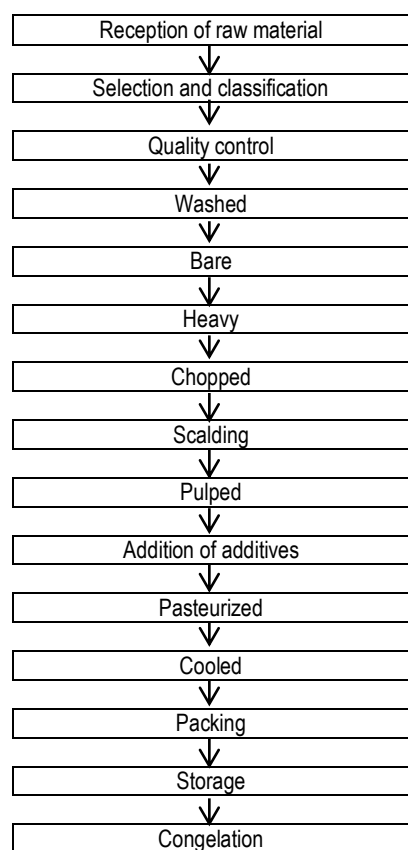 Reception of raw material
Selection and classification
Quality control
Washed
Bare
Heavy
Chopped
Scalding
Pulped
Addition of additives
Pasteurized
Cooled
Packing
Storage
Congelation